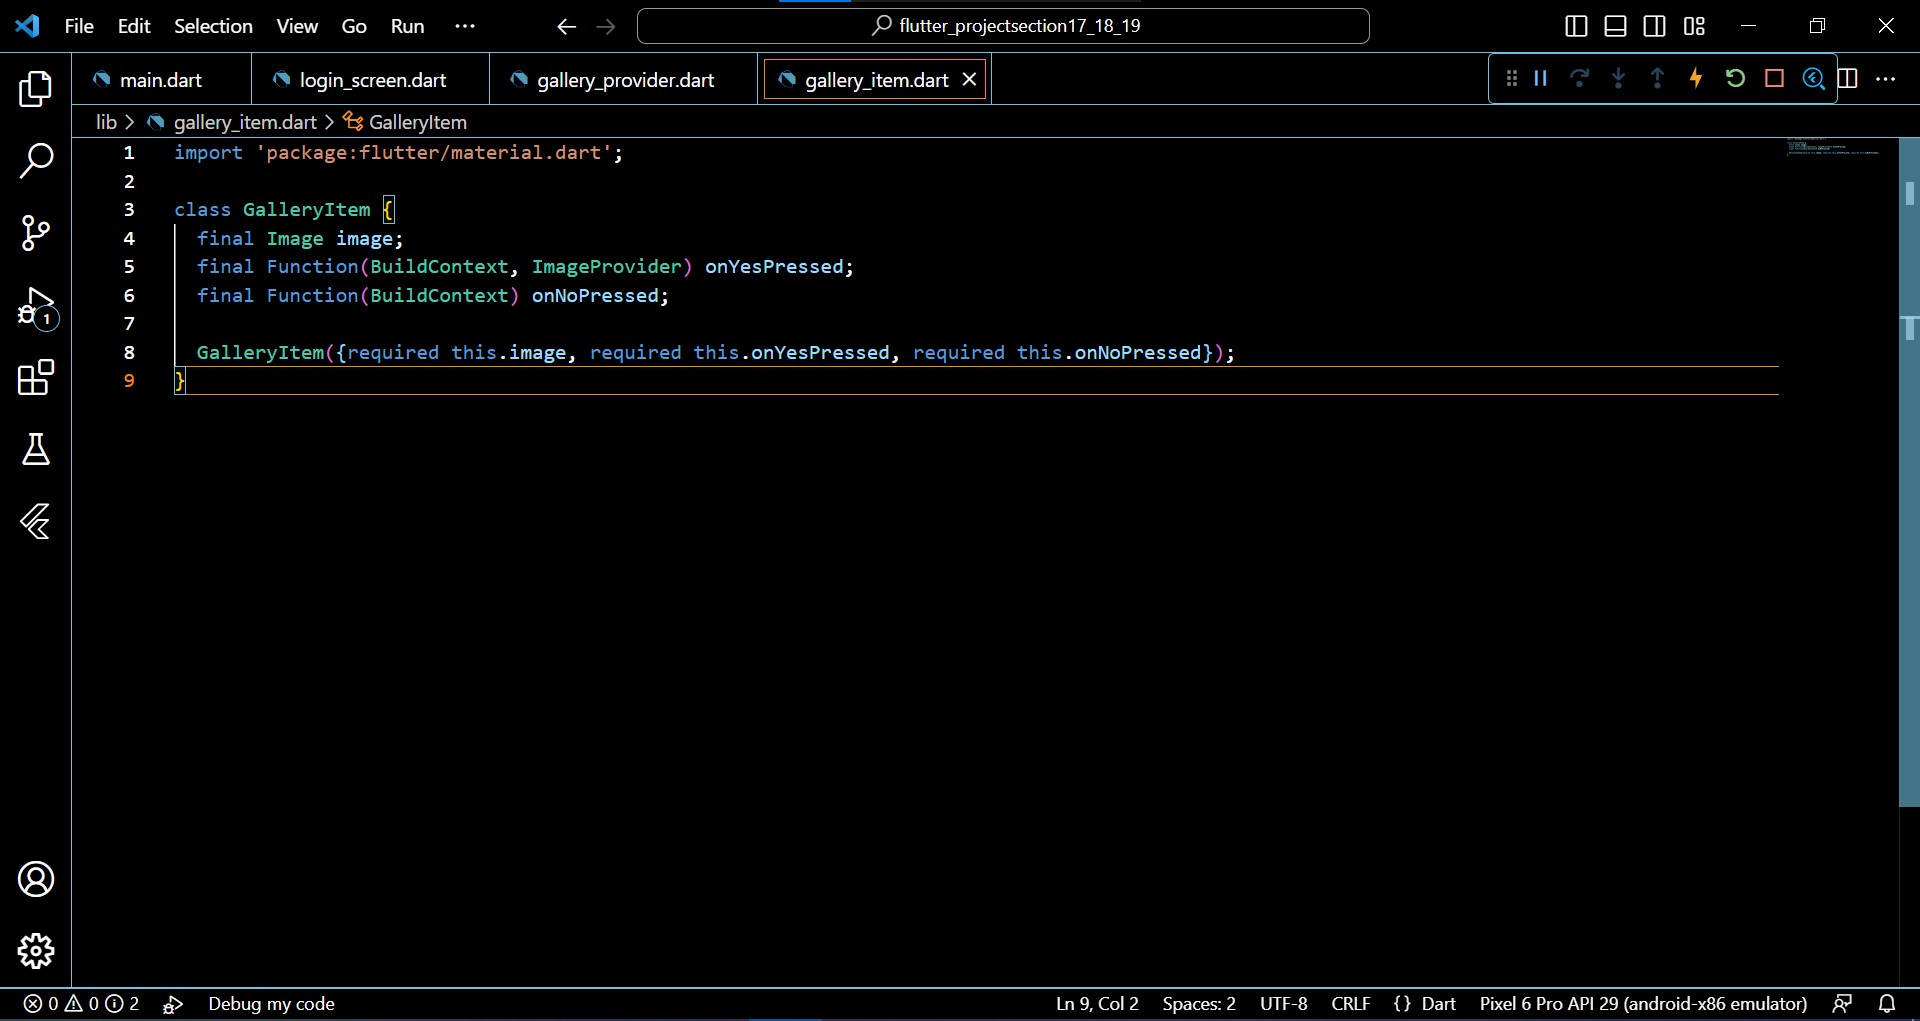 File Edit Selection View Go Run ··· flutter_projectsection17_18_19
main.dart login_screen.dart gallery_provider.dart gallery_item.dart
lib > gallery_item.dart > GalleryItem
1 import 'package:flutter/material.dart';
2
3 class GalleryItem {
4 final Image image;
5 final Function(BuildContext, ImageProvider) onYesPressed;
6 final Function(BuildContext) onNoPressed;
7
8 GalleryItem({required this.image, required this.onYesPressed, required this.onNoPressed});
9 }
1
0 0 2 Debug my code Ln 9, Col 2 Spaces: 2 UTF-8 CRLF {} Dart Pixel 6 Pro API 29 (android-x86 emulator)